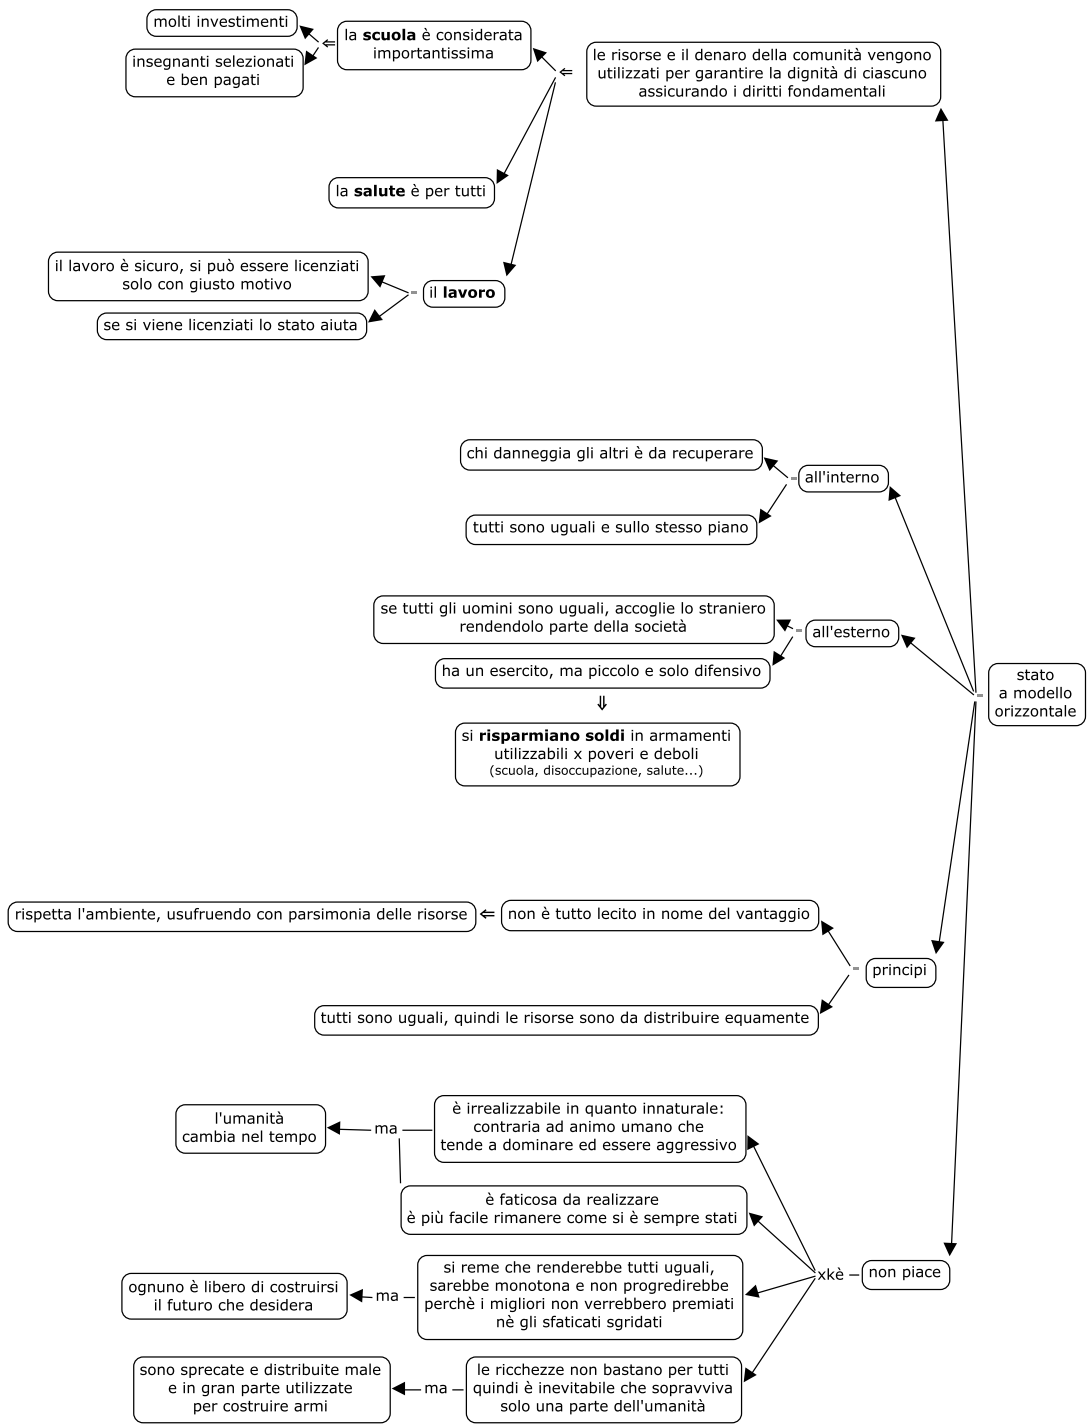 molti investimenti
insegnanti selezionati
e ben pagati
⇐
la scuola è considerata
importantissima
⇐
le risorse e il denaro della comunità vengono
utilizzati per garantire la dignità di ciascuno
assicurando i diritti fondamentali
la salute è per tutti
il lavoro è sicuro, si può essere licenziati
solo con giusto motivo
se si viene licenziati lo stato aiuta
=
il lavoro
chi danneggia gli altri è da recuperare
tutti sono uguali e sullo stesso piano
=
all'interno
se tutti gli uomini sono uguali, accoglie lo straniero
rendendolo parte della società
=
all'esterno
ha un esercito, ma piccolo e solo difensivo
⇓
si risparmiano soldi in armamenti
utilizzabili x poveri e deboli
(scuola, disoccupazione, salute...)
=
stato
a modello
orizzontale
rispetta l'ambiente, usufruendo con parsimonia delle risorse
⇐
non è tutto lecito in nome del vantaggio
tutti sono uguali, quindi le risorse sono da distribuire equamente
=
principi
l'umanità
cambia nel tempo
ma
è irrealizzabile in quanto innaturale:
contraria ad animo umano che
tende a dominare ed essere aggressivo
è faticosa da realizzare
è più facile rimanere come si è sempre stati
ognuno è libero di costruirsi
il futuro che desidera
ma
si reme che renderebbe tutti uguali,
sarebbe monotona e non progredirebbe
perchè i migliori non verrebbero premiati
nè gli sfaticati sgridati
xkè
non piace
sono sprecate e distribuite male
e in gran parte utilizzate
per costruire armi
ma
le ricchezze non bastano per tutti
quindi è inevitabile che sopravviva
solo una parte dell'umanità